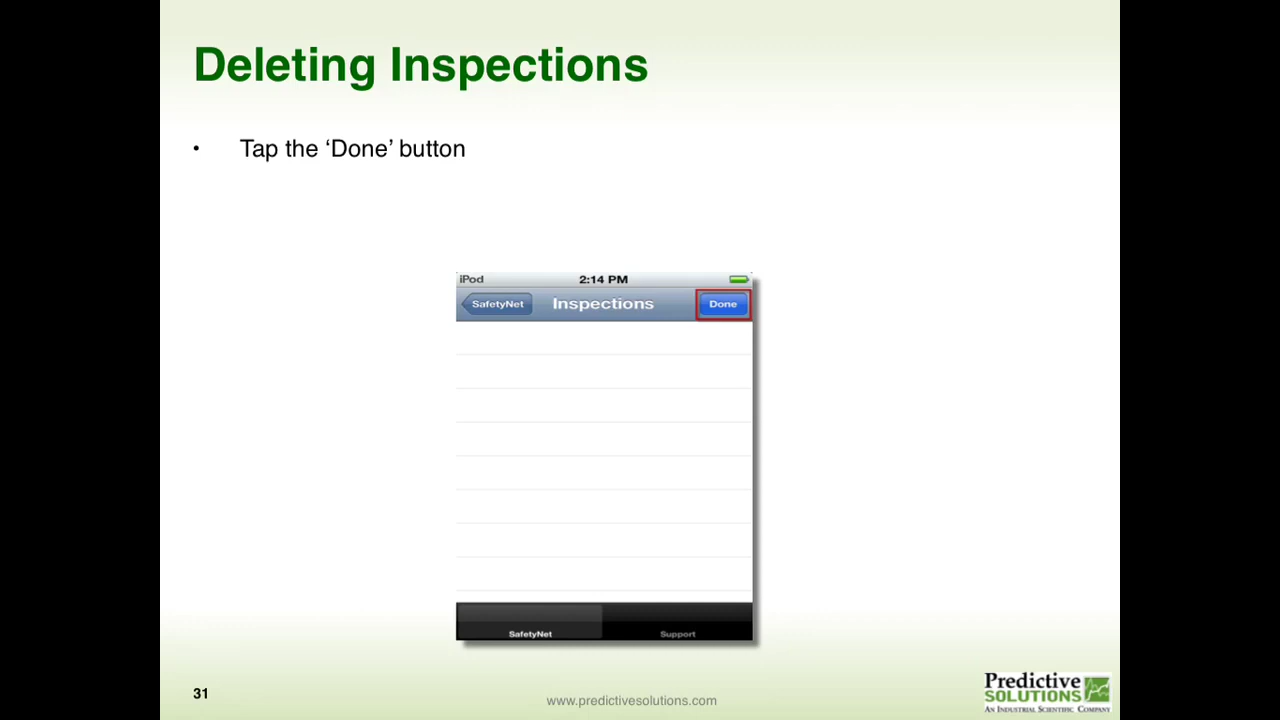 Deleting Inspections
• Tap the ‘Done’ button
iPod 2:14 PM
SafetyNet Inspections Done
SafetyNet Support
31
www.predictivesolutions.com
Predictive
SOLUTIONS
AN INDUSTRIAL SCIENTIFIC COMPANY